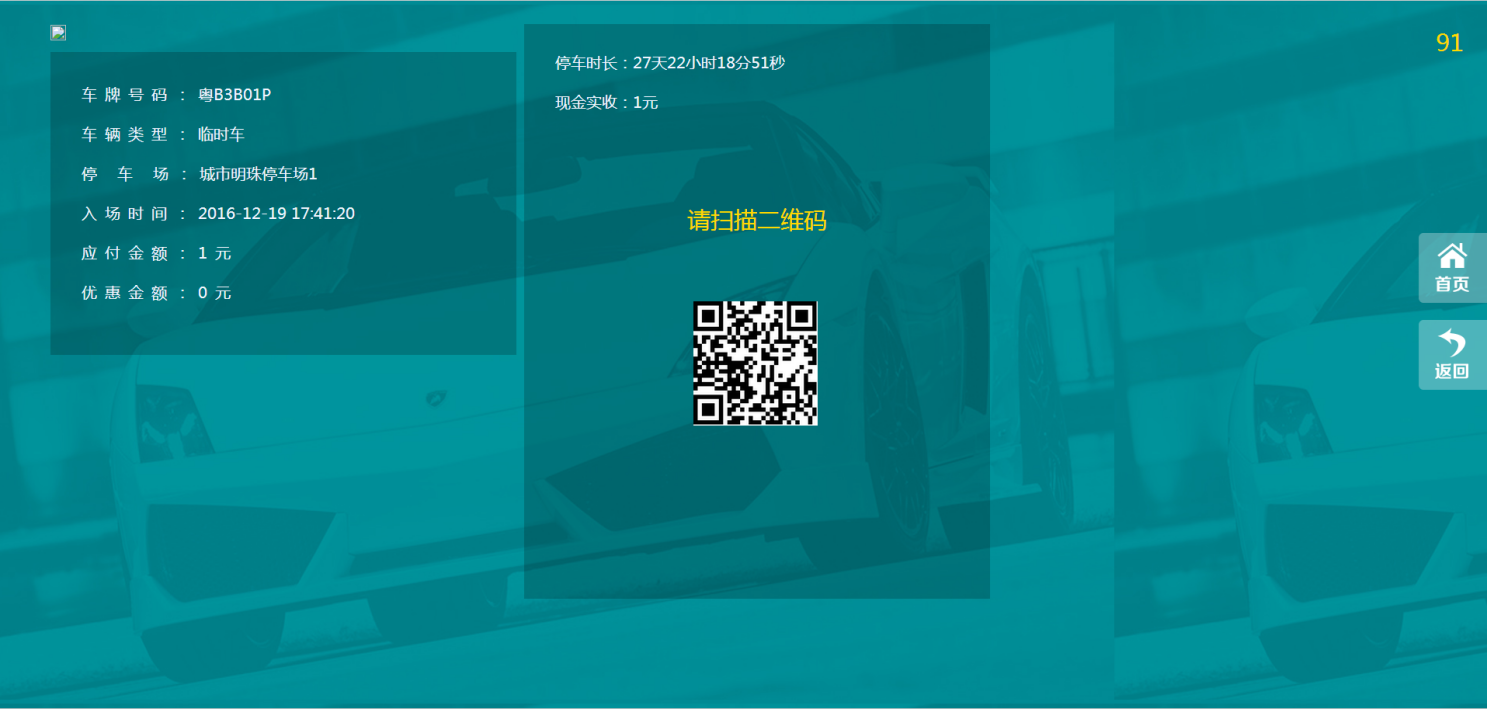 车牌号码：粤B3B01P
车辆类型：临时车
停车场：城市明珠停车场1
入场时间：2016-12-19 17:41:20
应付金额：1 元
优惠金额：0 元
停车时长：27天22小时18分51秒
现金实收：1元
请扫描二维码
91
首页
返回